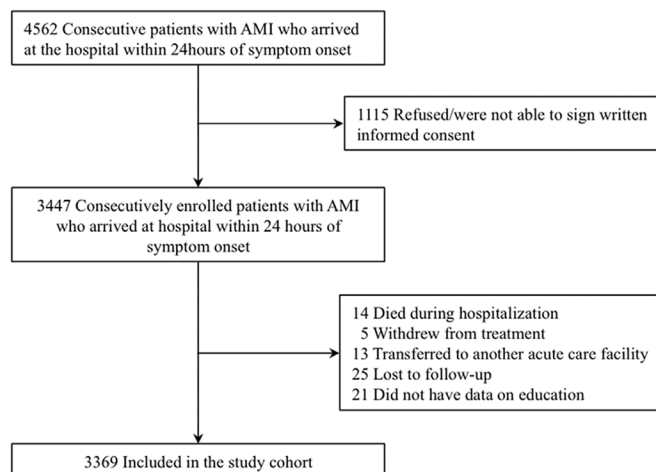 4562 Consecutive patients with AMI who arrived
at the hospital within 24hours of symptom onset
1115 Refused/were not able to sign written
informed consent
3447 Consecutively enrolled patients with AMI
who arrived at hospital within 24 hours of
symptom onset
14 Died during hospitalization
5 Withdrew from treatment
13 Transferred to another acute care facility
25 Lost to follow-up
21 Did not have data on education
3369 Included in the study cohort